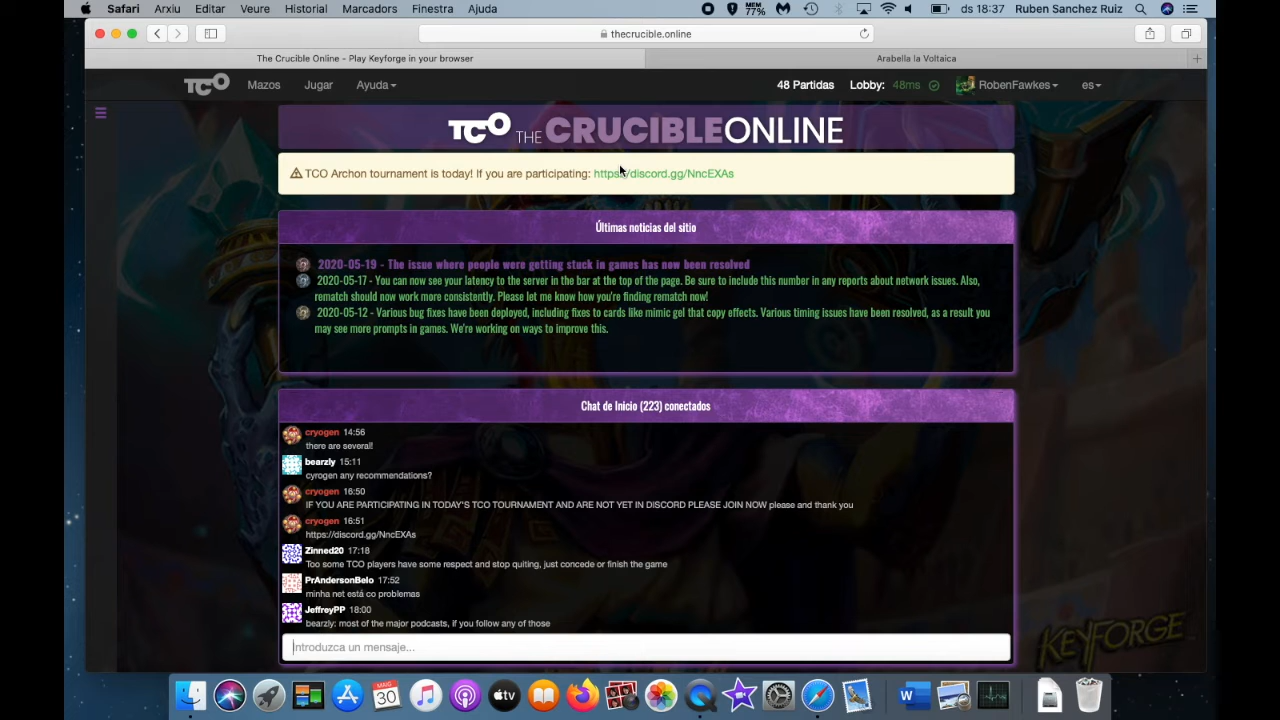 Safari Arxiu Editar Veure Historial Marcadors Finestra Ajuda MEM 77% ds 18:37 Ruben Sanchez Ruiz
thecrucible.online
The Crucible Online - Play Keyforge in your browser Arabella la Voltaica
TCO Mazos Jugar Ayuda 48 Partidas Lobby: 48ms RobenFawkes es
TCO THE CRUCIBLE ONLINE
TCO Archon tournament is today! If you are participating: https://discord.gg/NncEXAs
Últimas noticias del sitio
2020-05-19 - The issue where people were getting stuck in games has now been resolved
2020-05-17 - You can now see your latency to the server in the bar at the top of the page. Be sure to include this number in any reports about network issues. Also,
rematch should now work more consistently. Please let me know how you're finding rematch now!
2020-05-12 - Various bug fixes have been deployed, including fixes to cards like mimic gel that copy effects. Various timing issues have been resolved, as a result you
may see more prompts in games. We're working on ways to improve this.
Chat de Inicio (223) conectados
cryogen 14:56
there are several!
bearzly 15:11
cyrogen any recommendations?
cryogen 16:50
IF YOU ARE PARTICIPATING IN TODAY'S TCO TOURNAMENT AND ARE NOT YET IN DISCORD PLEASE JOIN NOW please and thank you
cryogen 16:51
https://discord.gg/NncEXAs
Zinned20 17:18
Too some TCO players have some respect and stop quiting, just concede or finish the game
PrAndersonBelo 17:52
minha net está co problemas
JeffreyPP 18:00
bearzly: most of the major podcasts, if you follow any of those
Introduzca un mensaje...
KEYFORGE
MAIG
30
tv
W